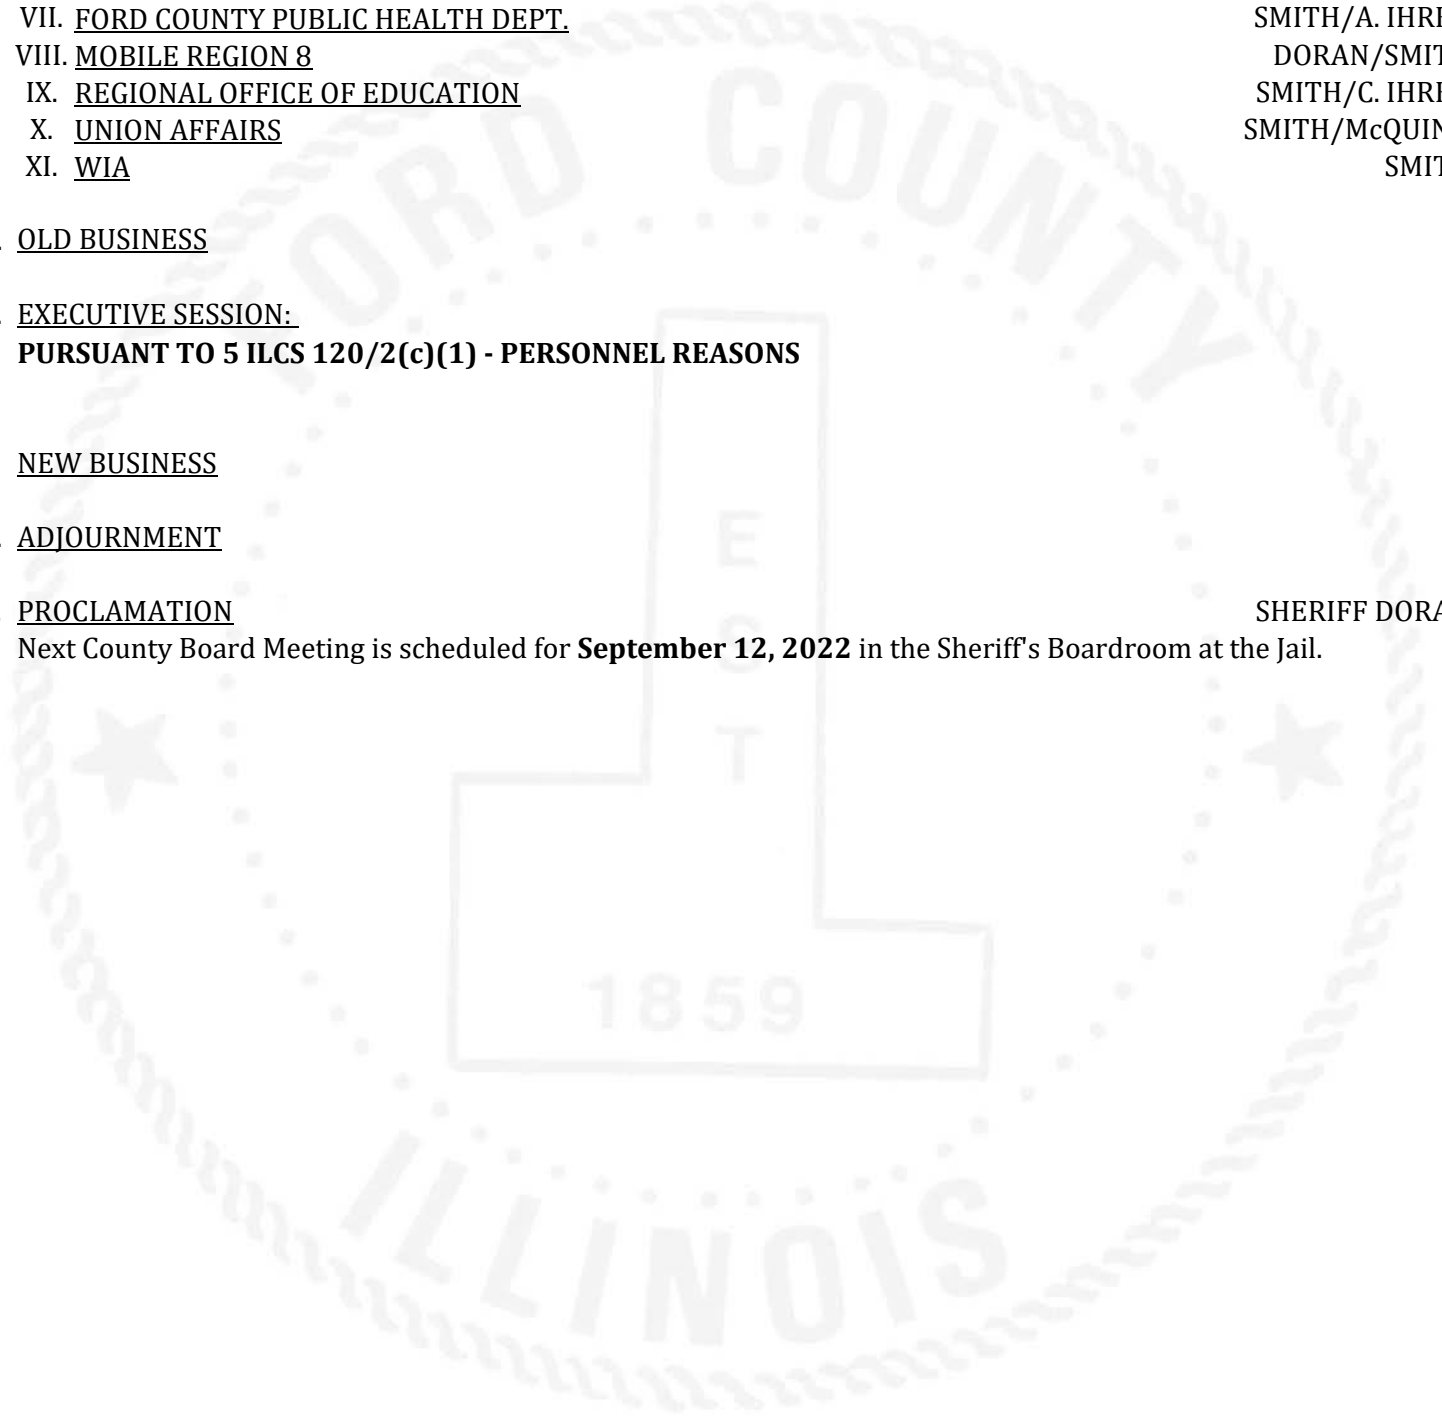 VII. FORD COUNTY PUBLIC HEALTH DEPT. SMITH/A. IHR
VIII. MOBILE REGION 8 DORAN/SMIT
IX. REGIONAL OFFICE OF EDUCATION SMITH/C. IHR
X. UNION AFFAIRS SMITH/McQUIN
XI. WIA SMIT
OLD BUSINESS
EXECUTIVE SESSION:
PURSUANT TO 5 ILCS 120/2(c)(1) - PERSONNEL REASONS
NEW BUSINESS
ADJOURNMENT
PROCLAMATION SHERIFF DORA
Next County Board Meeting is scheduled for September 12, 2022 in the Sheriff's Boardroom at the Jail.
FORD COUNTY
EST
1859
ILLINOIS